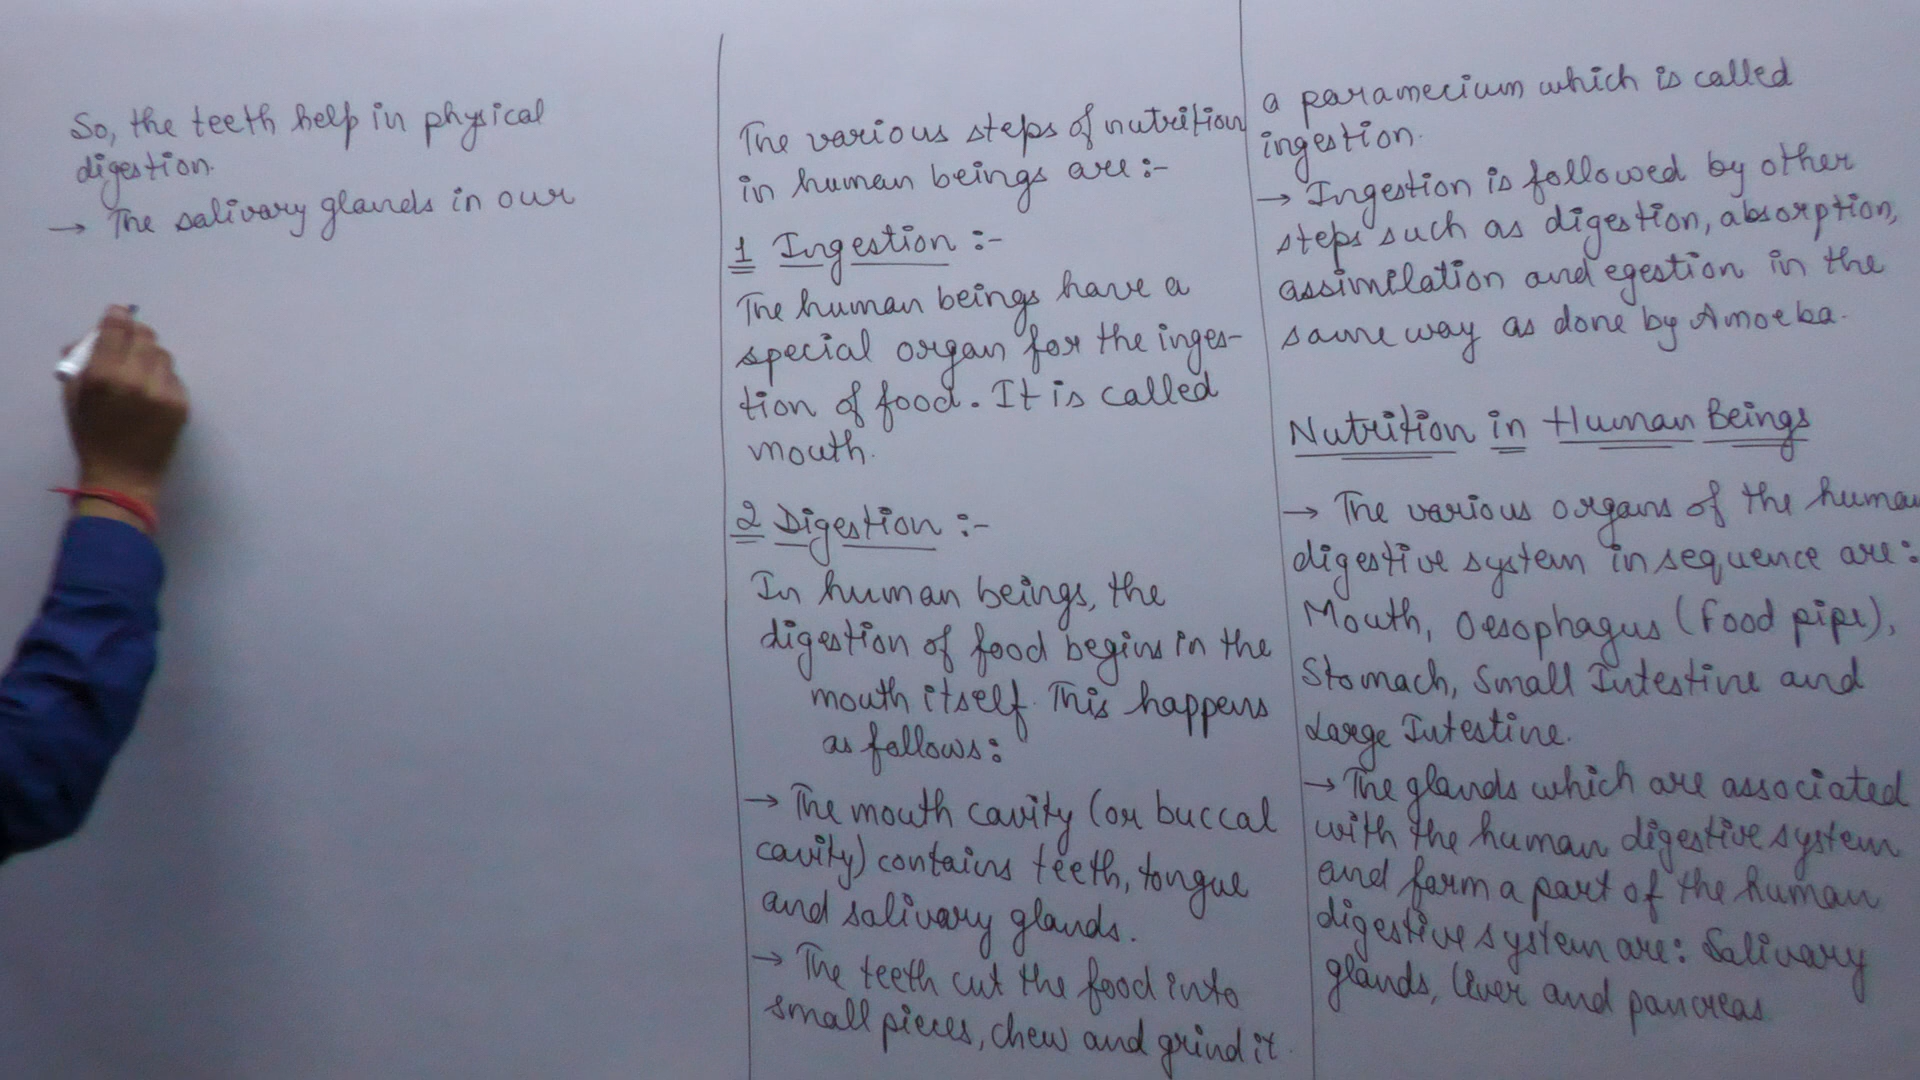 So, the teeth help in physical
digestion.
→ The salivary glands in our
The various steps of nutrition
in human beings are :-
1 Ingestion :-
The human beings have a
special organ for the inges-
tion of food. It is called
mouth.
2 Digestion :-
In human beings, the
digestion of food begins in the
mouth itself. This happens
as follows:
→ The mouth cavity (or buccal
cavity) contains teeth, tongue
and salivary glands.
→ The teeth cut the food into
small pieces, chew and grind it.
a paramecium which is called
ingestion.
→ Ingestion is followed by other
steps such as digestion, absorption,
assimilation and egestion in the
same way as done by Amoeba.
Nutrition in Human Beings
→ The various organs of the human
digestive system in sequence are:
Mouth, Oesophagus (Food pipe),
Stomach, Small Intestine and
Large Intestine.
→ The glands which are associated
with the human digestive system
and form a part of the human
digestive system are: Salivary
glands, liver and pancreas